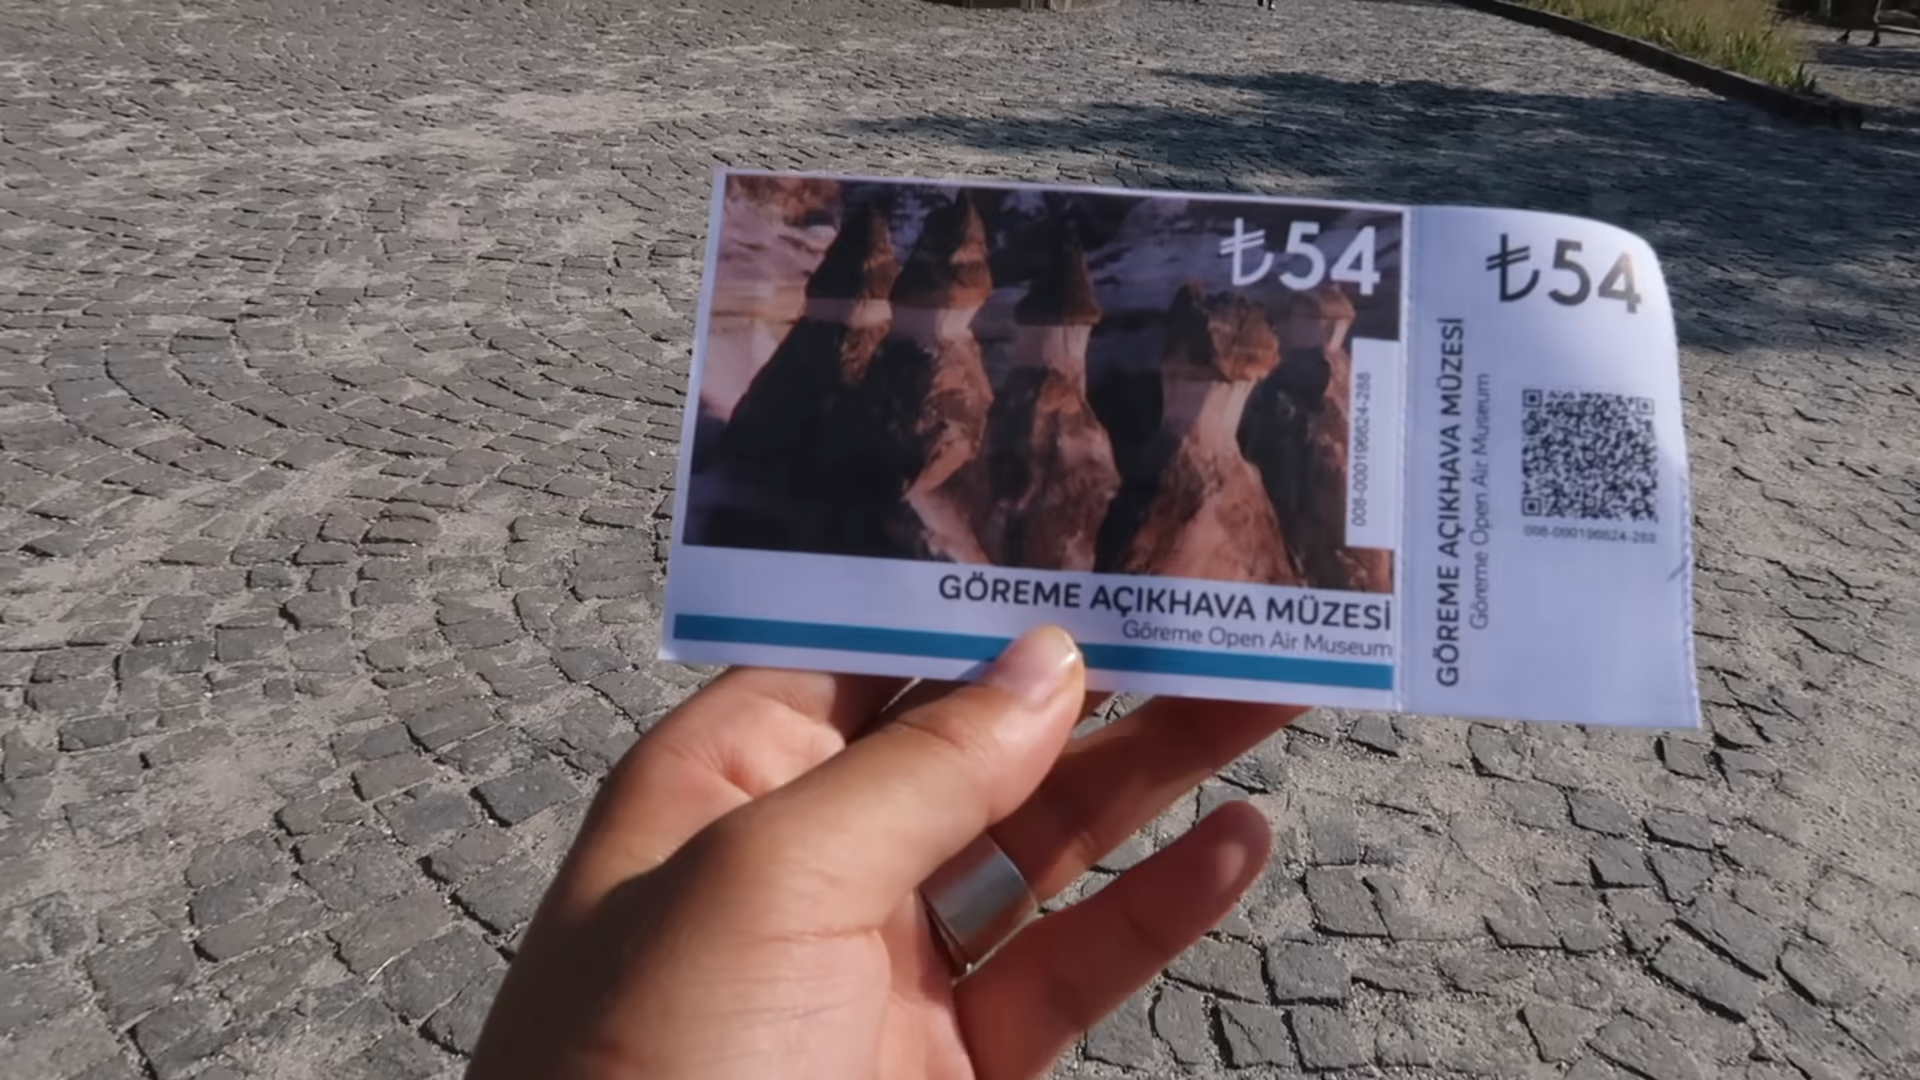 ₺54
008-000196624-288
GÖREME AÇIKHAVA MÜZESİ
Göreme Open Air Museum
₺54
GÖREME AÇIKHAVA MÜZESİ
Göreme Open Air Museum
008-000196624-288